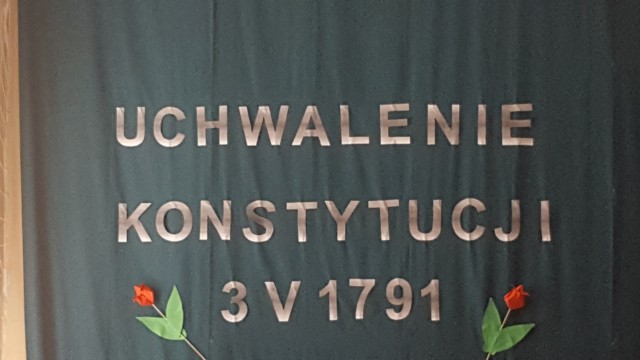 UCHWALENIE
KONSTYTUCJI
3 V 1791